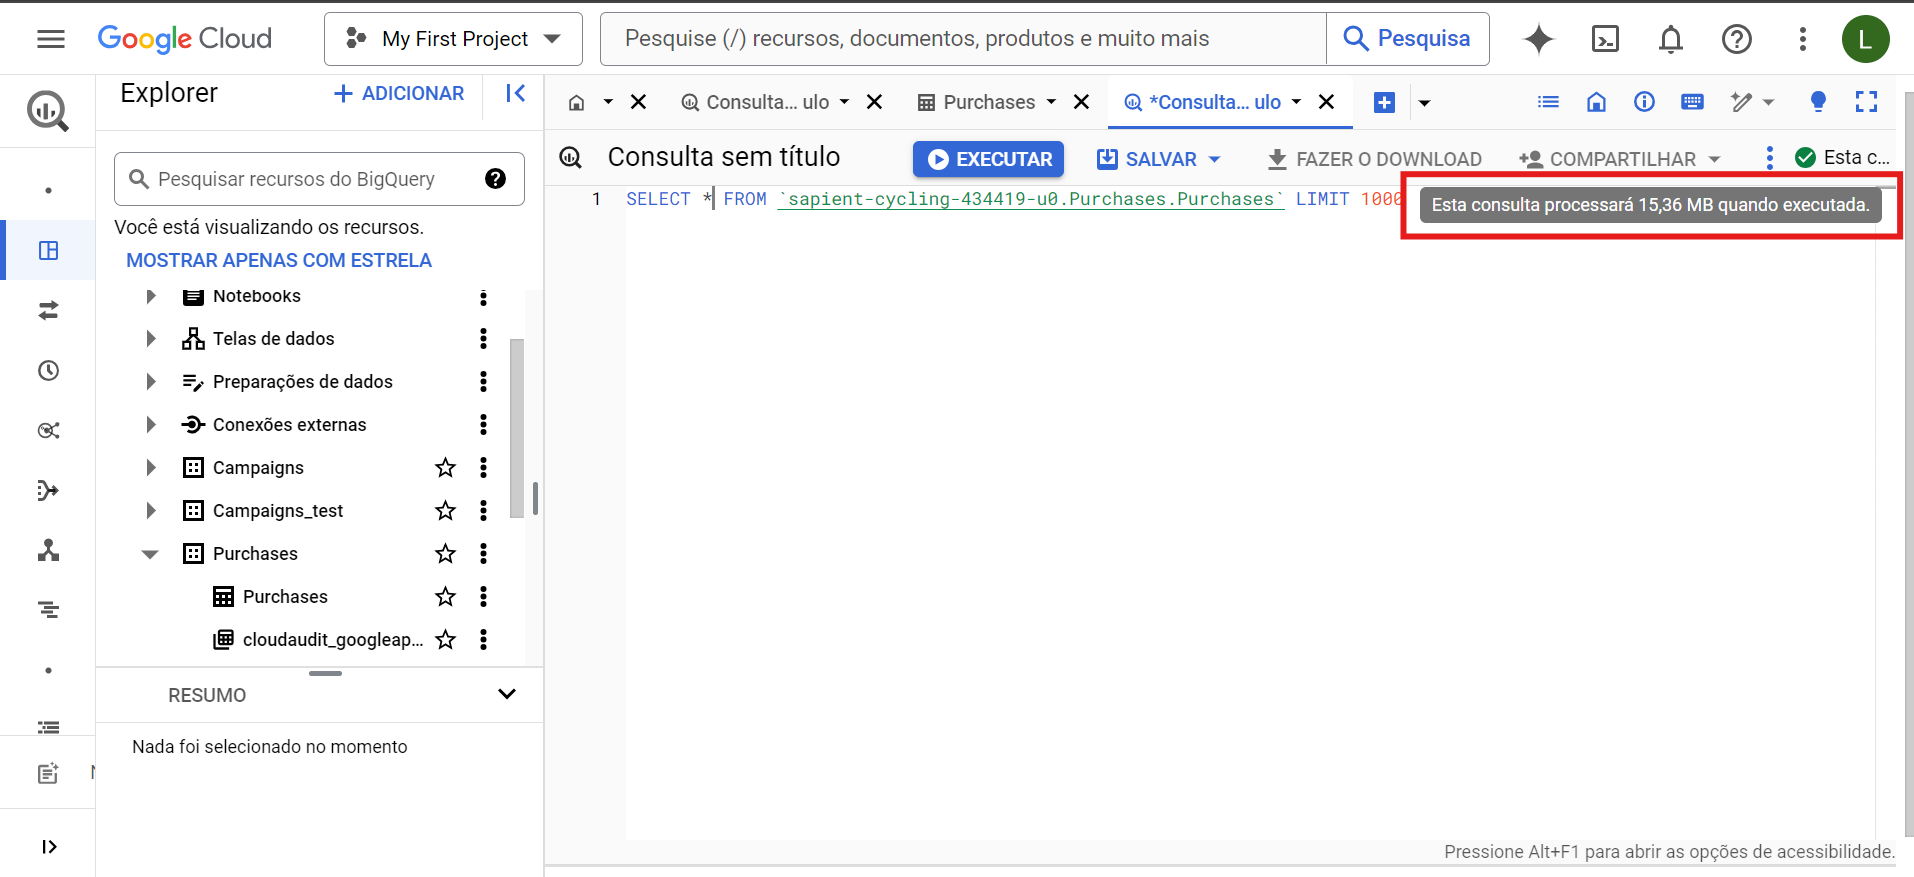 Google Cloud
My First Project
Pesquise (/) recursos, documentos, produtos e muito mais
Pesquisa
L
Explorer
ADICIONAR
Consulta... ulo
Purchases
*Consulta... ulo
Pesquisar recursos do BigQuery
Você está visualizando os recursos.
MOSTRAR APENAS COM ESTRELA
Notebooks
Telas de dados
Preparações de dados
Conexões externas
Campaigns
Campaigns_test
Purchases
Purchases
cloudaudit_googleap...
RESUMO
Nada foi selecionado no momento
Consulta sem título
EXECUTAR
SALVAR
FAZER O DOWNLOAD
COMPARTILHAR
Esta c...
1 SELECT * FROM `sapient-cycling-434419-u0.Purchases.Purchases` LIMIT 1000
Esta consulta processará 15,36 MB quando executada.
Pressione Alt+F1 para abrir as opções de acessibilidade.